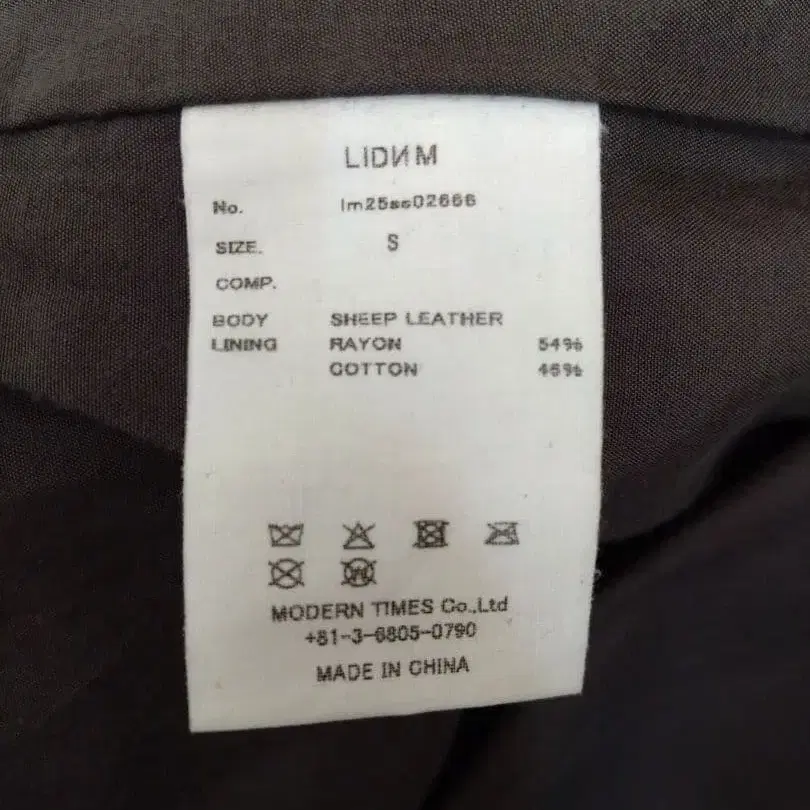 LIDИM
No. lm25ss02666
SIZE. S
COMP.
BODY SHEEP LEATHER
LINING RAYON 54%
COTTON 46%
MODERN TIMES Co.,Ltd
+81-3-6805-0790
MADE IN CHINA